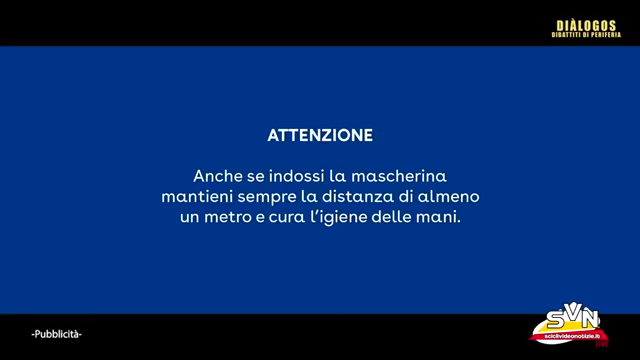 DIÀLOGOS
DIBATTITI DI PERIFERIA
ATTENZIONE
Anche se indossi la mascherina
mantieni sempre la distanza di almeno
un metro e cura l'igiene delle mani.
SVN
sciclivideonotizie.it
LIVE
-Pubblicità-